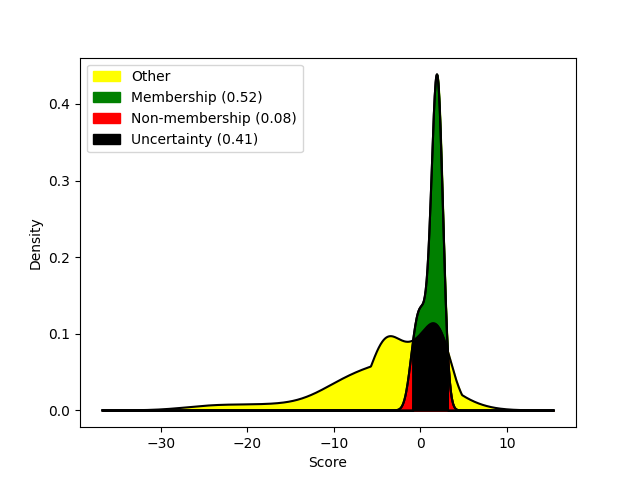 Other
Membership (0.52)
Non-membership (0.08)
Uncertainty (0.41)
0.4
0.3
0.2
0.1
0.0
Density
−30 −20 −10 0 10
Score